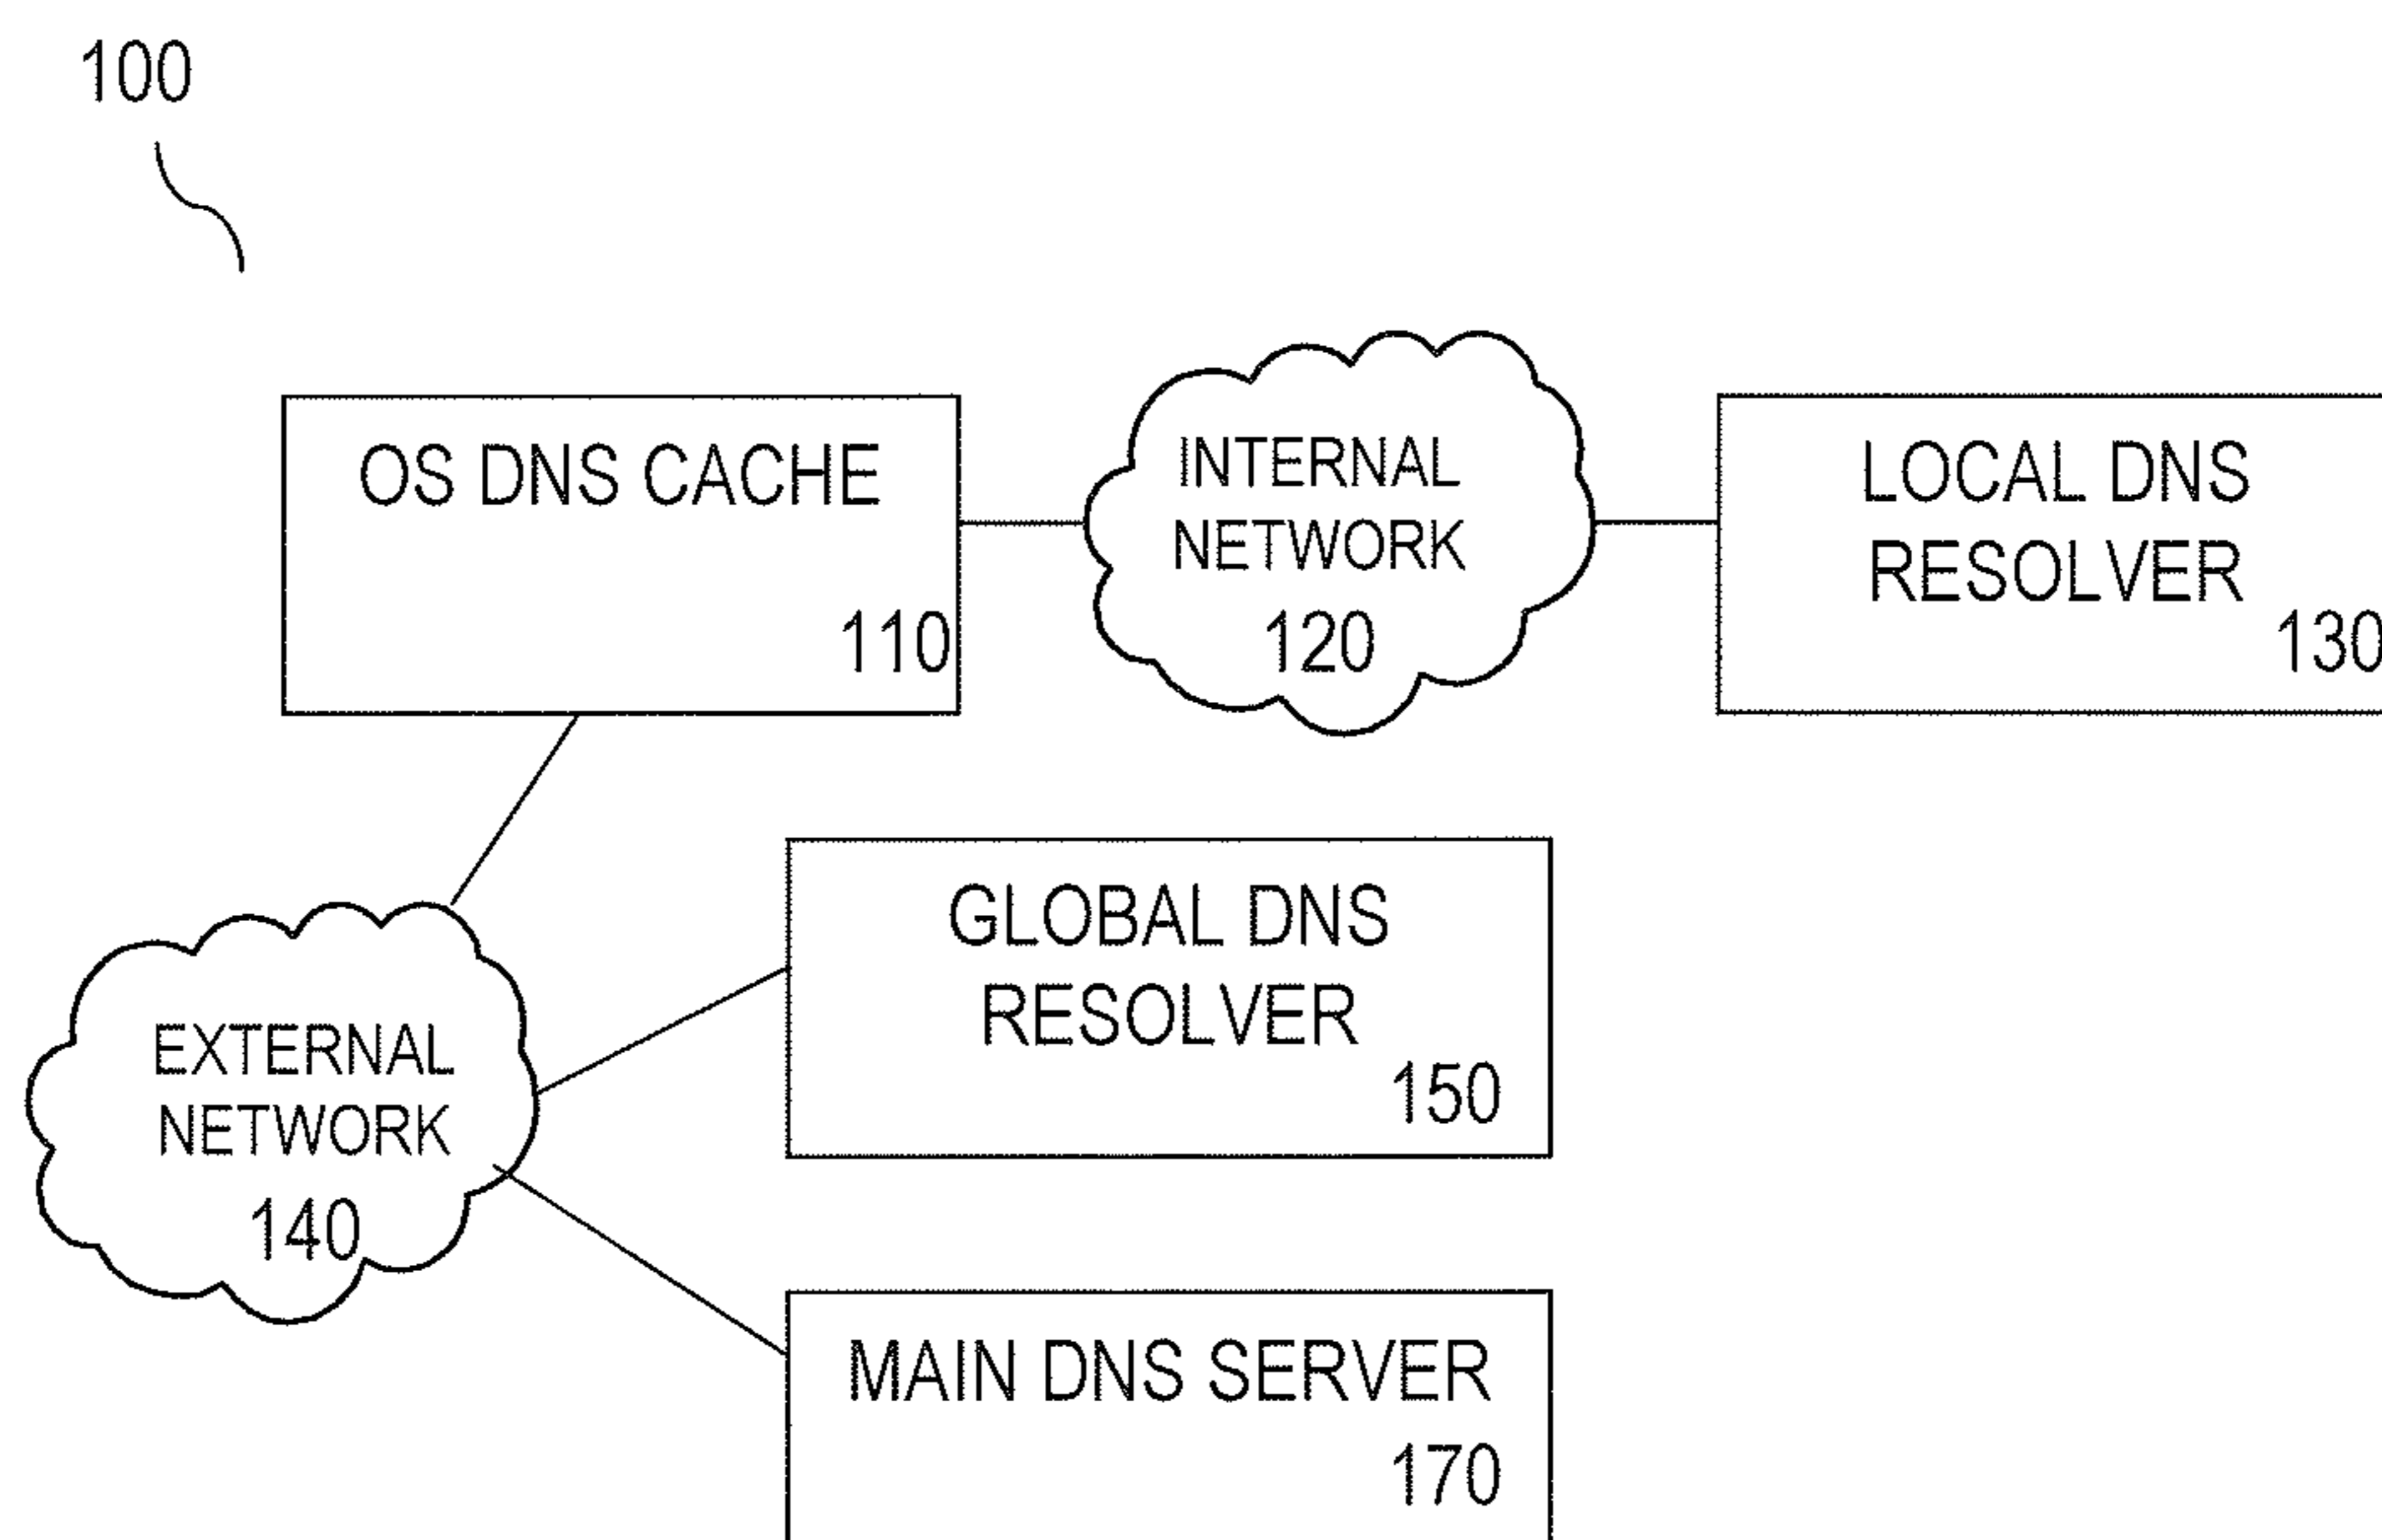 100
OS DNS CACHE
110
INTERNAL
NETWORK
120
LOCAL DNS
RESOLVER
130
EXTERNAL
NETWORK
140
GLOBAL DNS
RESOLVER
150
MAIN DNS SERVER
170